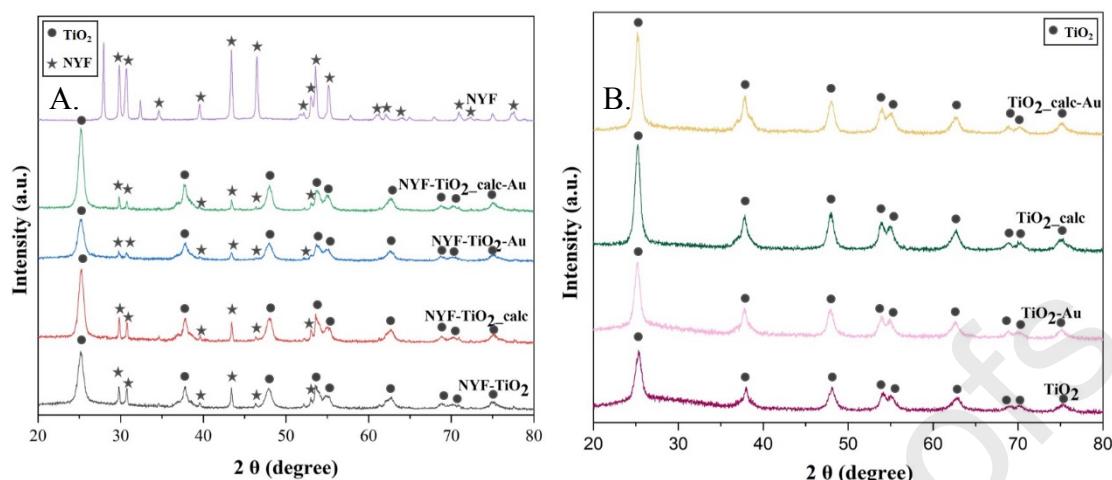 TiO₂
NYF
A.
NYF
NYF-TiO₂_calc-Au
NYF-TiO₂-Au
NYF-TiO₂_calc
NYF-TiO₂
Intensity (a.u.)
20 30 40 50 60 70 80
2 θ (degree)
TiO₂
B.
TiO₂_calc-Au
TiO₂_calc
TiO₂-Au
TiO₂
Intensity (a.u.)
20 30 40 50 60 70 80
2 θ (degree)
ofs